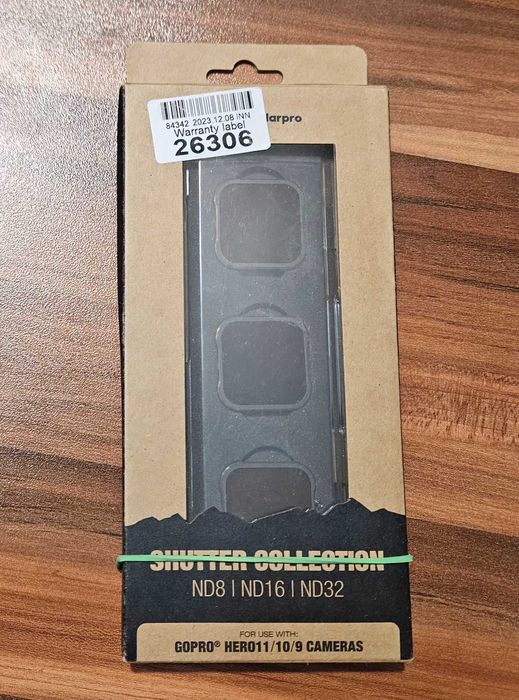 84342 2023.12.08 INN
Warranty label
26306
larpro
SHUTTER COLLECTION
ND8 | ND16 | ND32
FOR USE WITH:
GOPRO® HERO11/10/9 CAMERAS